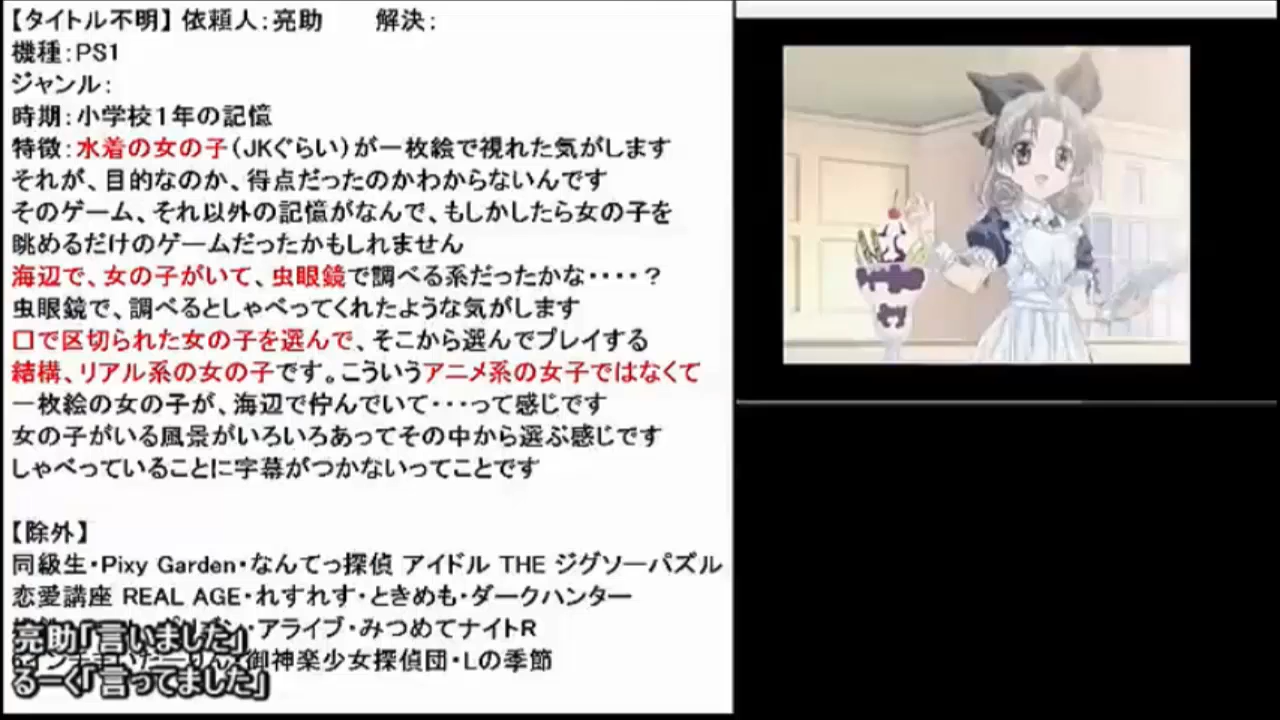 【タイトル不明】 依頼人：亮助　　解決：
機種：PS1
ジャンル：
時期：小学校１年の記憶
特徴：水着の女の子（JKぐらい）が一枚絵で視れた気がします
それが、目的なのか、得点だったのかわからないんです
そのゲーム、それ以外の記憶がなんで、もしかしたら女の子を
眺めるだけのゲームだったかもしれません
海辺で、女の子がいて、虫眼鏡で調べる系だったかな････？
虫眼鏡で、調べるとしゃべってくれたような気がします
口で区切られた女の子を選んで、そこから選んでプレイする
結構、リアル系の女の子です。こういうアニメ系の女子ではなくて
一枚絵の女の子が、海辺で佇んでいて･･･って感じです
女の子がいる風景がいろいろあってその中から選ぶ感じです
しゃべっていることに字幕がつかないってことです
【除外】
同級生・Pixy Garden・なんてっ探偵 アイドル THE ジグソーパズル
恋愛講座 REAL AGE・れすれす・ときめも・ダークハンター
・アライブ・みつめてナイトR
御神楽少女探偵団・Lの季節
亮助「言いました」
るーく「言ってました」